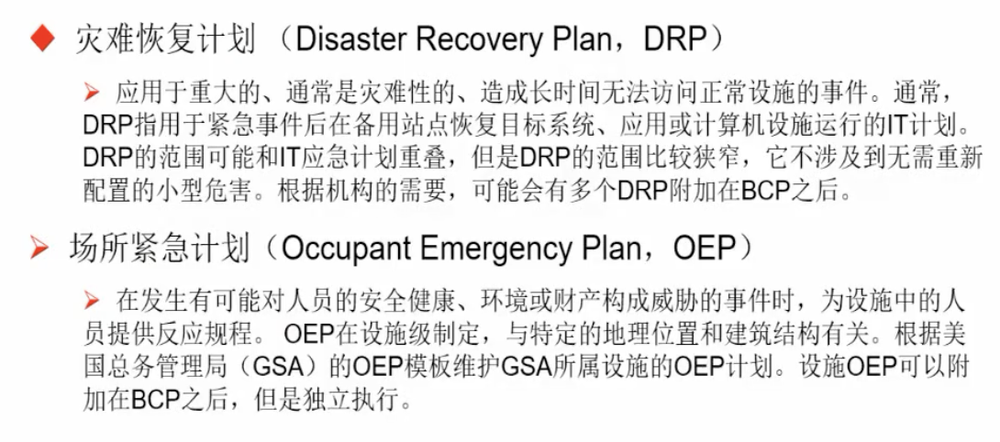 灾难恢复计划 （Disaster Recovery Plan，DRP）
应用于重大的、通常是灾难性的、造成长时间无法访问正常设施的事件。通常，
DRP指用于紧急事件后在备用站点恢复目标系统、应用或计算机设施运行的IT计划。
DRP的范围可能和IT应急计划重叠，但是DRP的范围比较狭窄，它不涉及到无需重新
配置的小型危害。根据机构的需要，可能会有多个DRP附加在BCP之后。
场所紧急计划（Occupant Emergency Plan，OEP）
在发生有可能对人员的安全健康、环境或财产构成威胁的事件时，为设施中的人
员提供反应规程。 OEP在设施级制定，与特定的地理位置和建筑结构有关。根据美
国总务管理局（GSA）的OEP模板维护GSA所属设施的OEP计划。设施OEP可以附
加在BCP之后，但是独立执行。